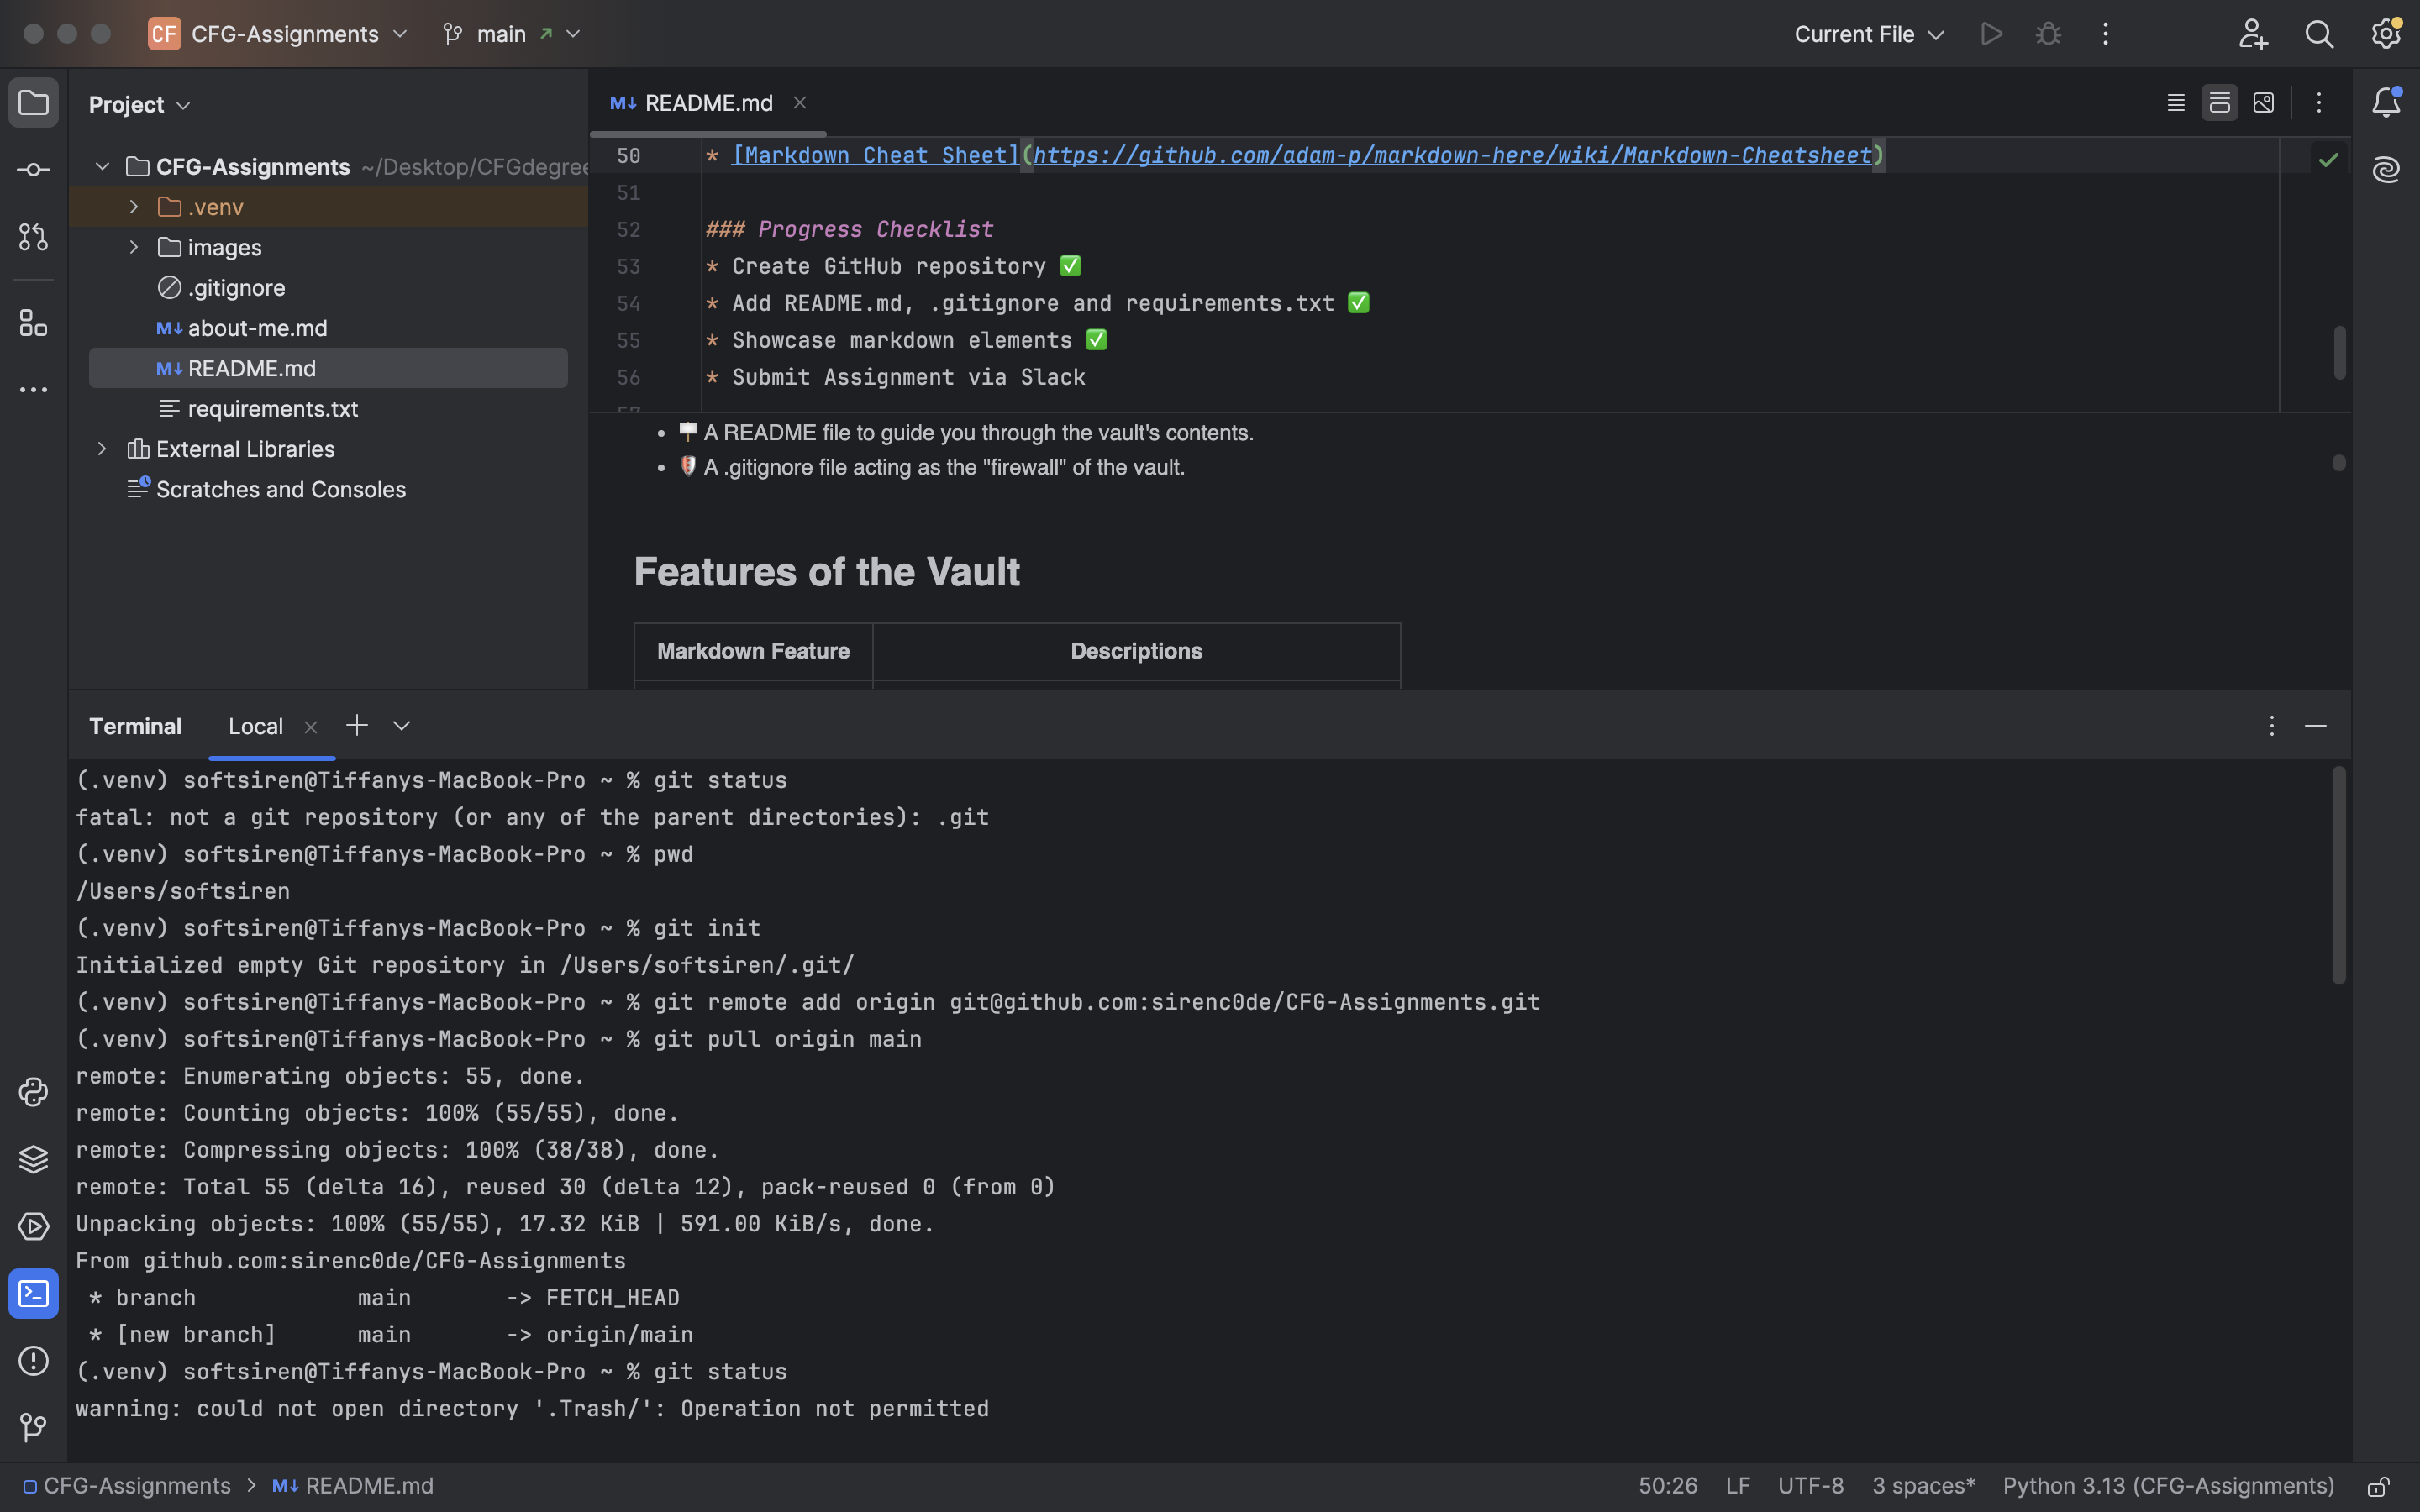 CF CFG-Assignments main Current File
Project
CFG-Assignments ~/Desktop/CFGdegree
.venv
images
.gitignore
M↓ about-me.md
M↓ README.md
requirements.txt
External Libraries
Scratches and Consoles
M↓ README.md
50 * [Markdown Cheat Sheet](https://github.com/adam-p/markdown-here/wiki/Markdown-Cheatsheet)
51
52 ### Progress Checklist
53 * Create GitHub repository ✅
54 * Add README.md, .gitignore and requirements.txt ✅
55 * Showcase markdown elements ✅
56 * Submit Assignment via Slack
57
• 🪧 A README file to guide you through the vault's contents.
• 🛡 A .gitignore file acting as the "firewall" of the vault.
Features of the Vault
Markdown Feature Descriptions
Terminal Local
(.venv) softsiren@Tiffanys-MacBook-Pro ~ % git status
fatal: not a git repository (or any of the parent directories): .git
(.venv) softsiren@Tiffanys-MacBook-Pro ~ % pwd
/Users/softsiren
(.venv) softsiren@Tiffanys-MacBook-Pro ~ % git init
Initialized empty Git repository in /Users/softsiren/.git/
(.venv) softsiren@Tiffanys-MacBook-Pro ~ % git remote add origin git@github.com:sirenc0de/CFG-Assignments.git
(.venv) softsiren@Tiffanys-MacBook-Pro ~ % git pull origin main
remote: Enumerating objects: 55, done.
remote: Counting objects: 100% (55/55), done.
remote: Compressing objects: 100% (38/38), done.
remote: Total 55 (delta 16), reused 30 (delta 12), pack-reused 0 (from 0)
Unpacking objects: 100% (55/55), 17.32 KiB | 591.00 KiB/s, done.
From github.com:sirenc0de/CFG-Assignments
* branch main -> FETCH_HEAD
* [new branch] main -> origin/main
(.venv) softsiren@Tiffanys-MacBook-Pro ~ % git status
warning: could not open directory '.Trash/': Operation not permitted
CFG-Assignments > M↓ README.md 50:26 LF UTF-8 3 spaces* Python 3.13 (CFG-Assignments)